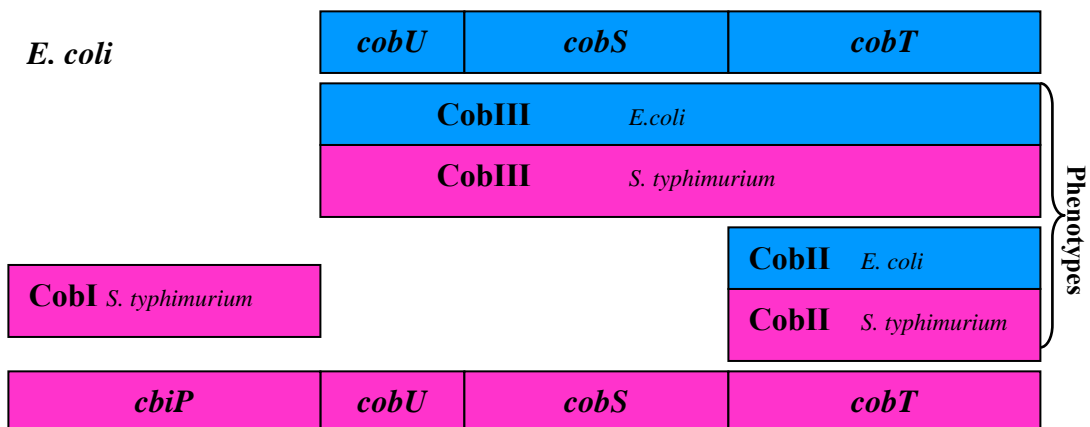 E. coli
cobU cobS cobT
CobIII E.coli
CobIII S. typhimurium
Phenotypes
CobII E. coli
CobI S. typhimurium
CobII S. typhimurium
cbiP cobU cobS cobT